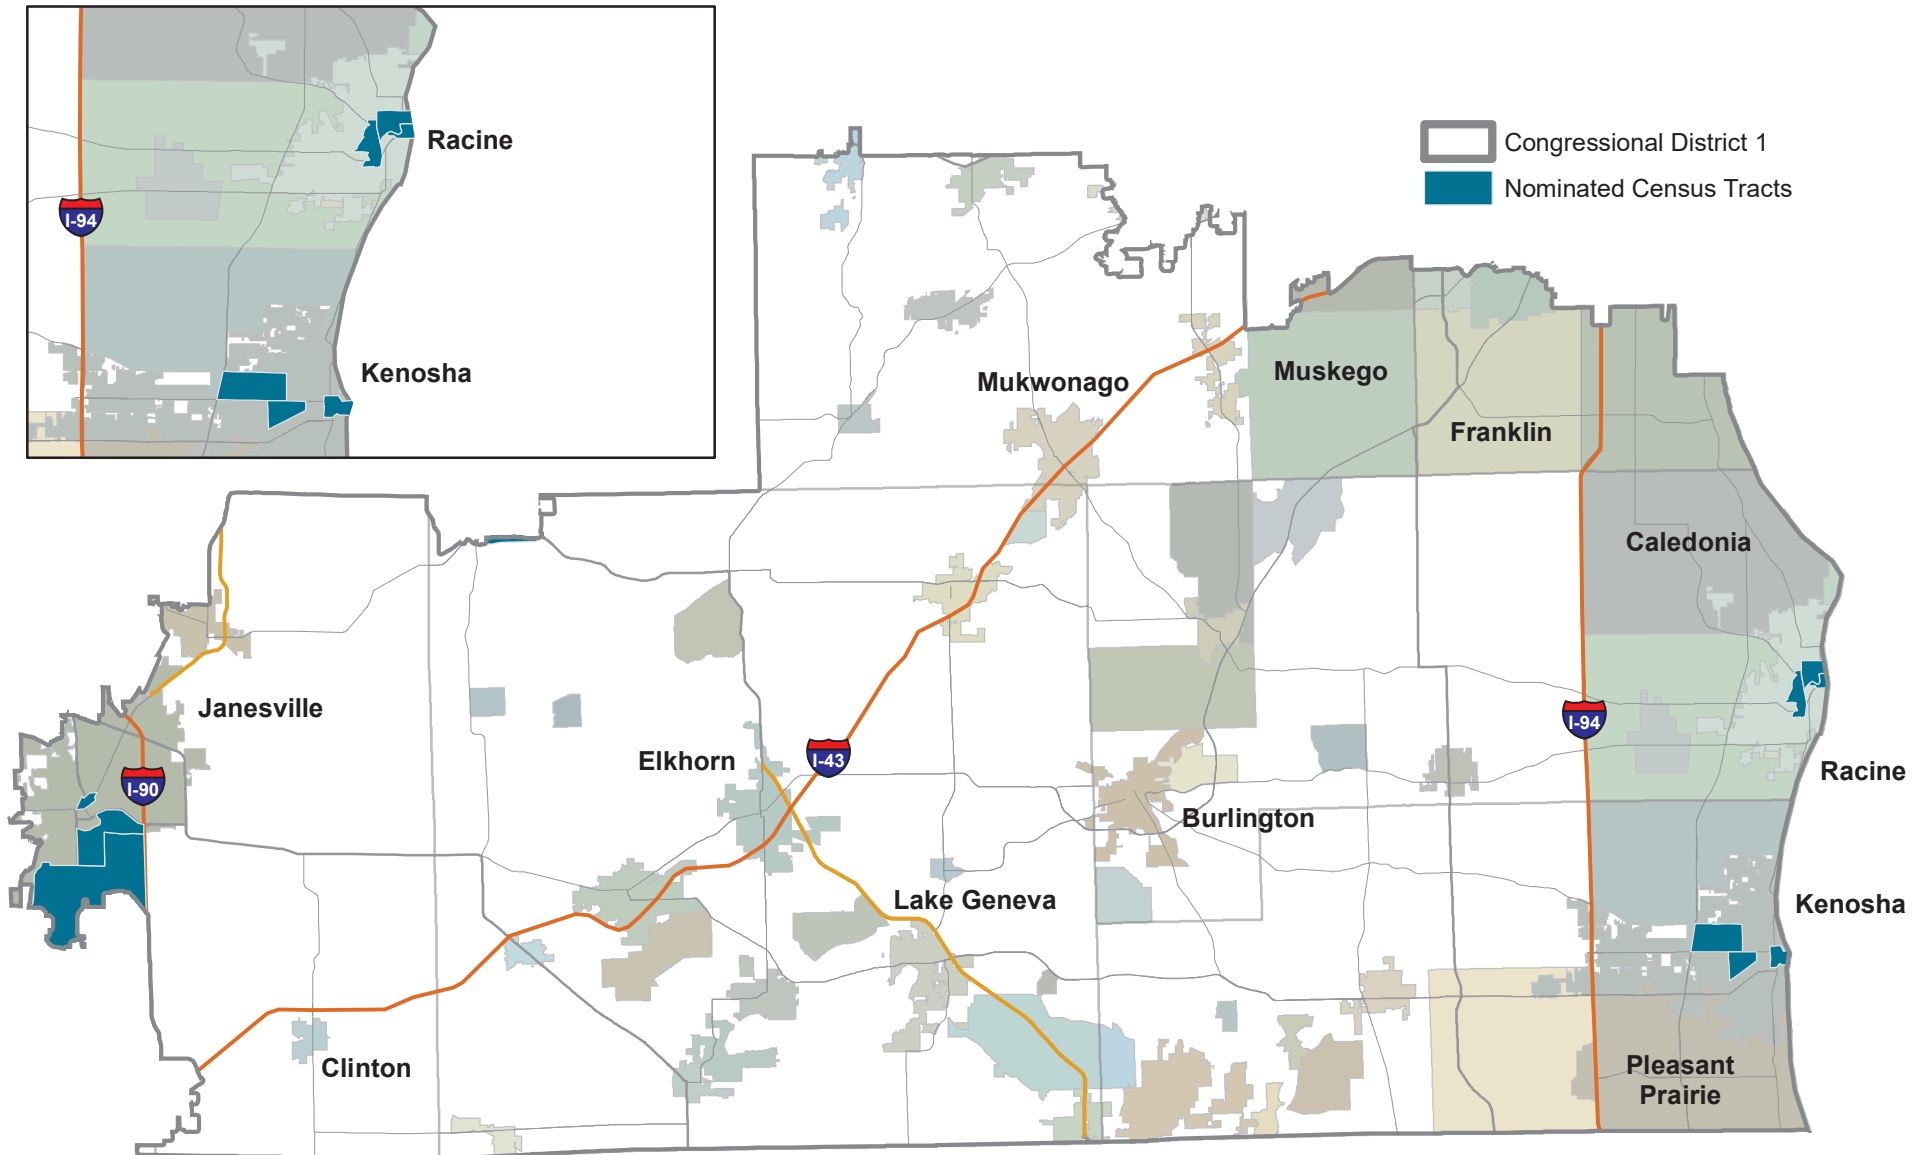 Racine
I-94
Kenosha
Congressional District 1
Nominated Census Tracts
Mukwonago
Muskego
Franklin
Caledonia
Janesville
I-94
Elkhorn
I-43
Racine
I-90
Burlington
Lake Geneva
Kenosha
Clinton
Pleasant
Prairie